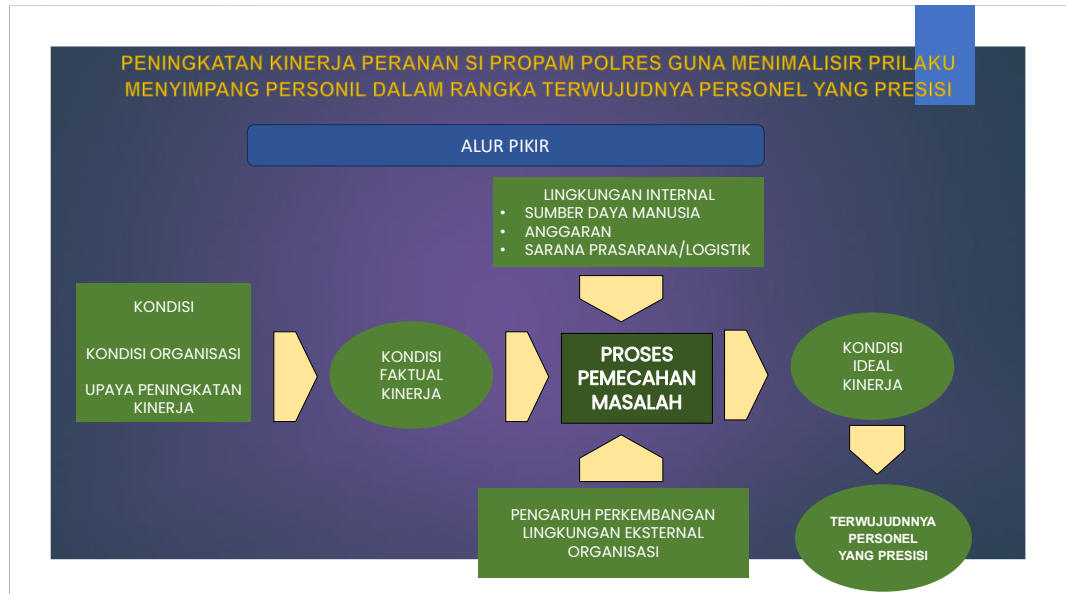 PENINGKATAN KINERJA PERANAN SI PROPAM POLRES GUNA MENIMALISIR PRILAKU
MENYIMPANG PERSONIL DALAM RANGKA TERWUJUDNYA PERSONEL YANG PRESISI
ALUR PIKIR
LINGKUNGAN INTERNAL
• SUMBER DAYA MANUSIA
• ANGGARAN
• SARANA PRASARANA/LOGISTIK
KONDISI
KONDISI ORGANISASI
UPAYA PENINGKATAN
KINERJA
KONDISI
FAKTUAL
KINERJA
PROSES
PEMECAHAN
MASALAH
KONDISI
IDEAL
KINERJA
PENGARUH PERKEMBANGAN
LINGKUNGAN EKSTERNAL
ORGANISASI
TERWUJUDNNYA
PERSONEL
YANG PRESISI